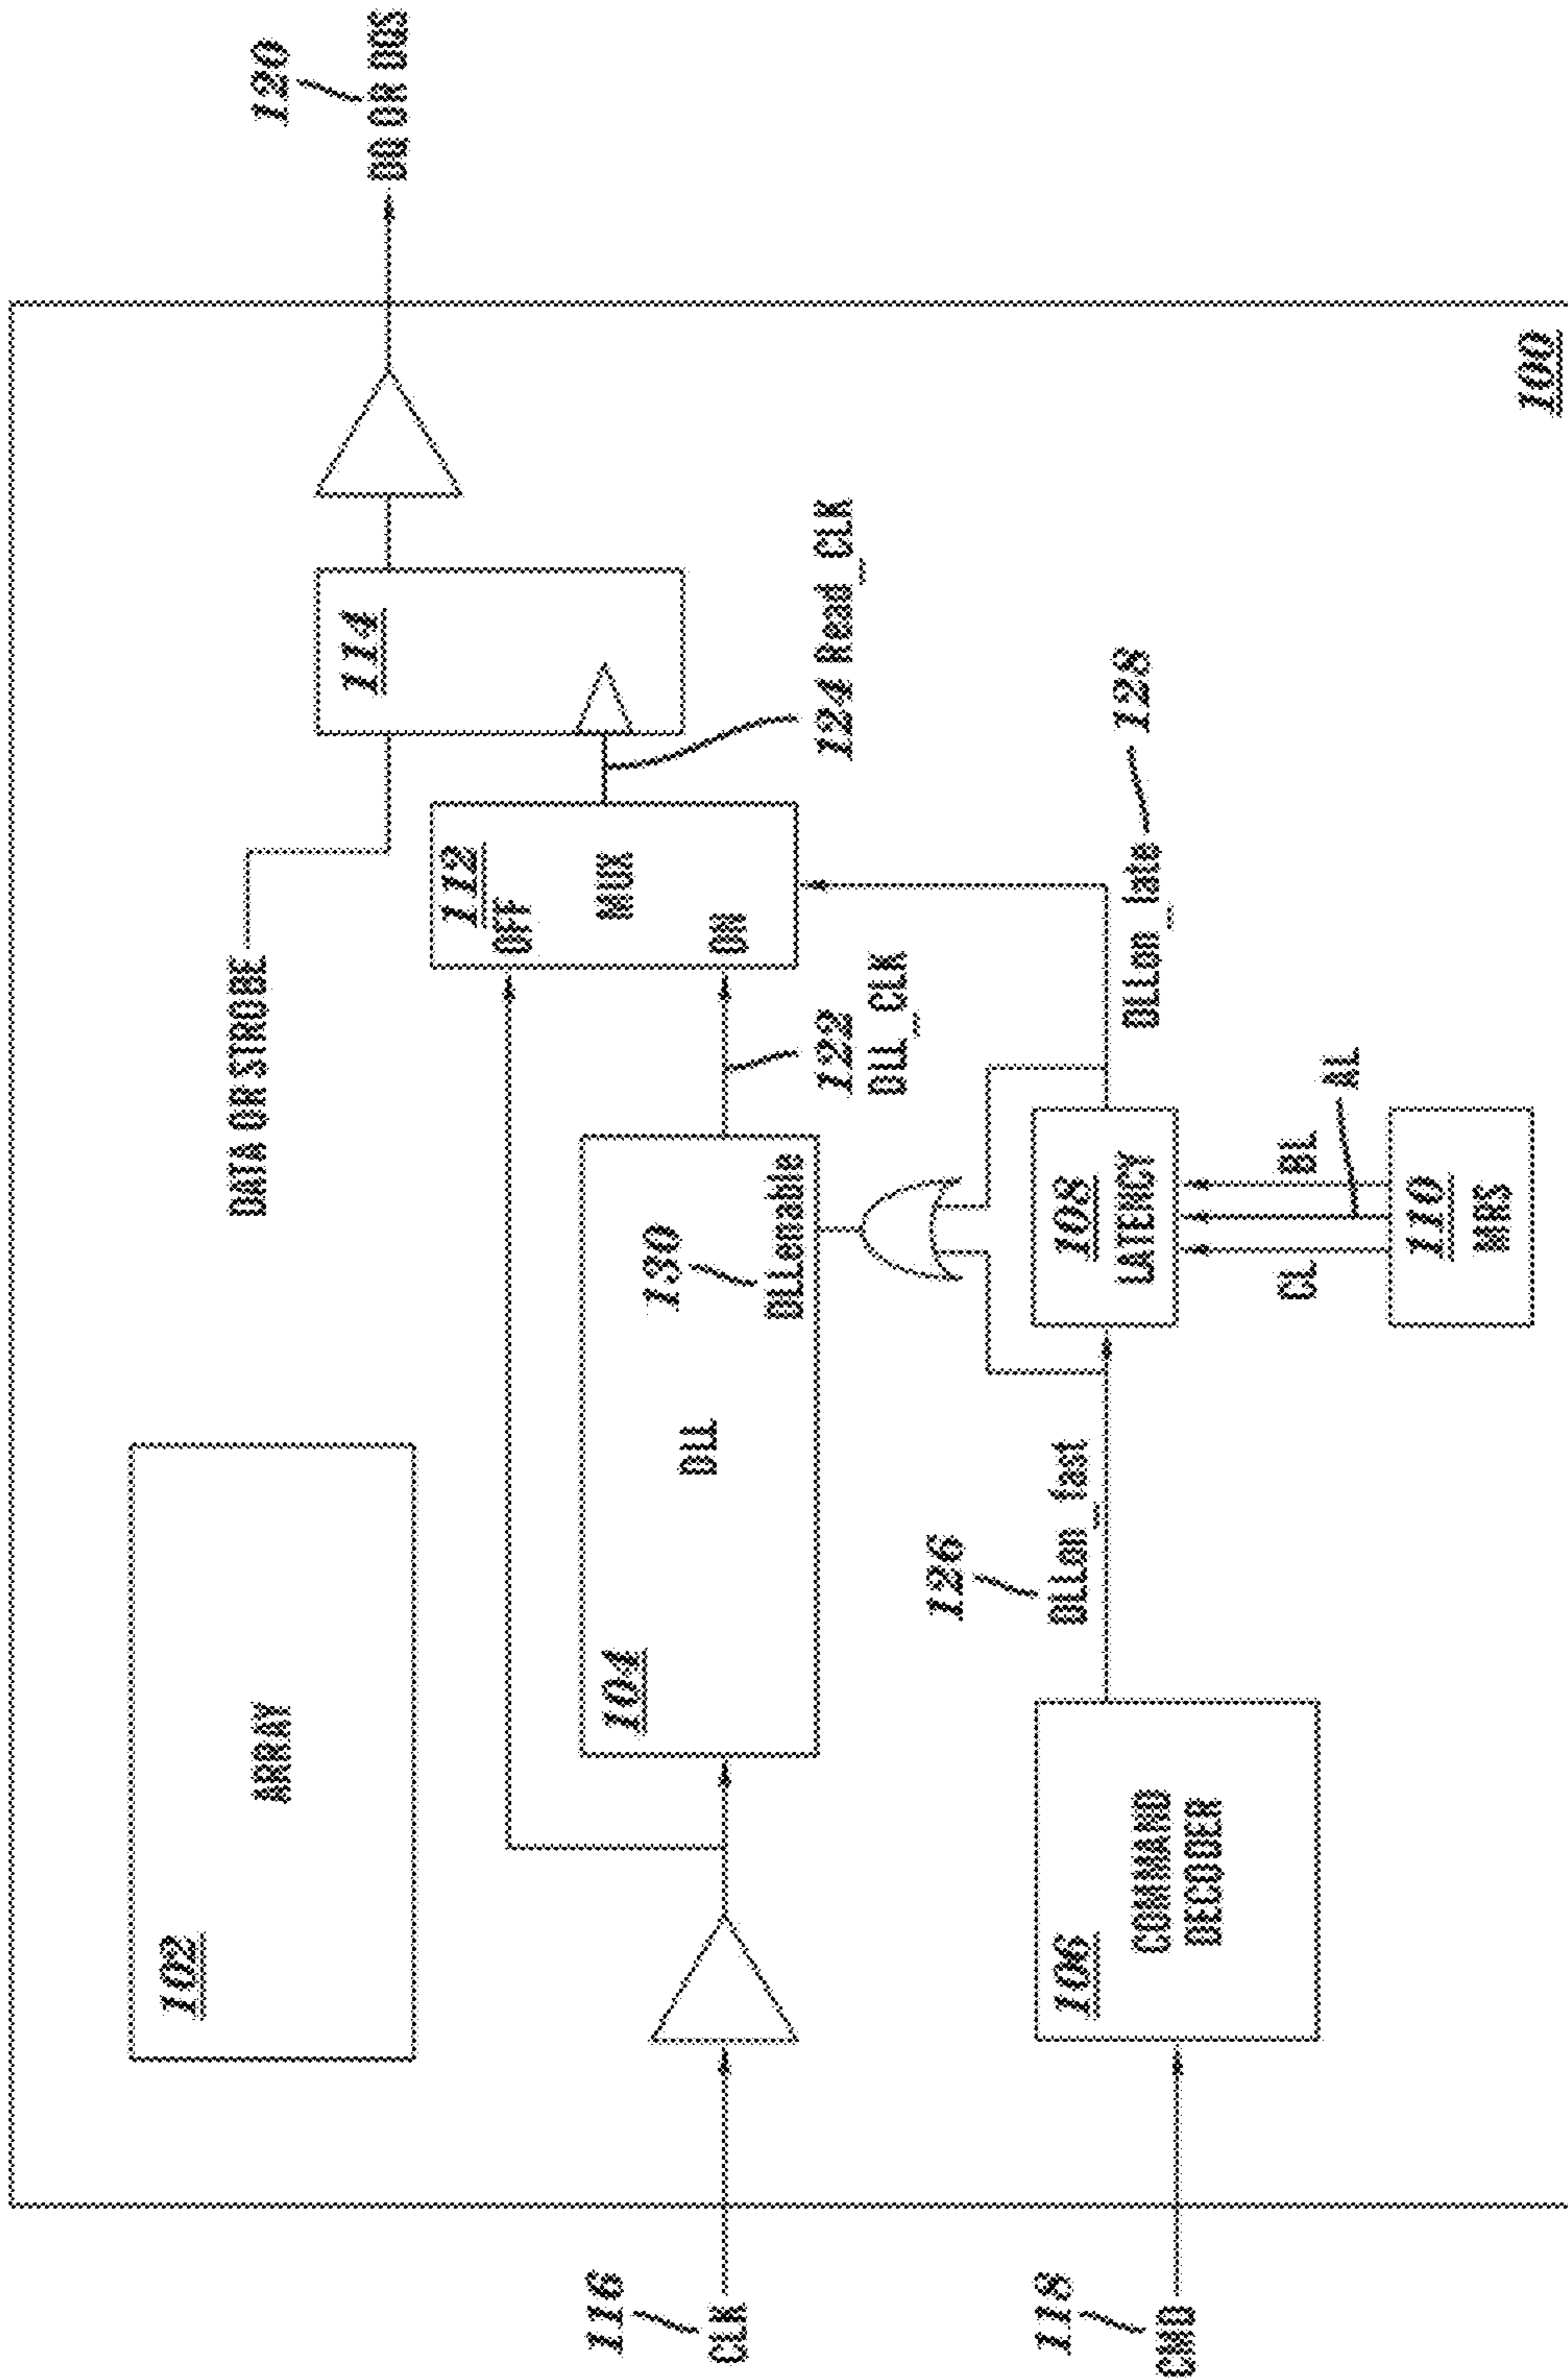 120
DQ OR DQS
DATA OR STROBE
114
102
ARRAY
112
OFF
MUX
ON
124 Read_CLK
104
DLL
130
DLLenable
122
DLL_CLK
116
CLK
126
DLLon_fast
108
LATENCY
DLLon_late
128
106
COMMAND
DECODER
CL
BL
AL
118
CMD
110
MRS
100